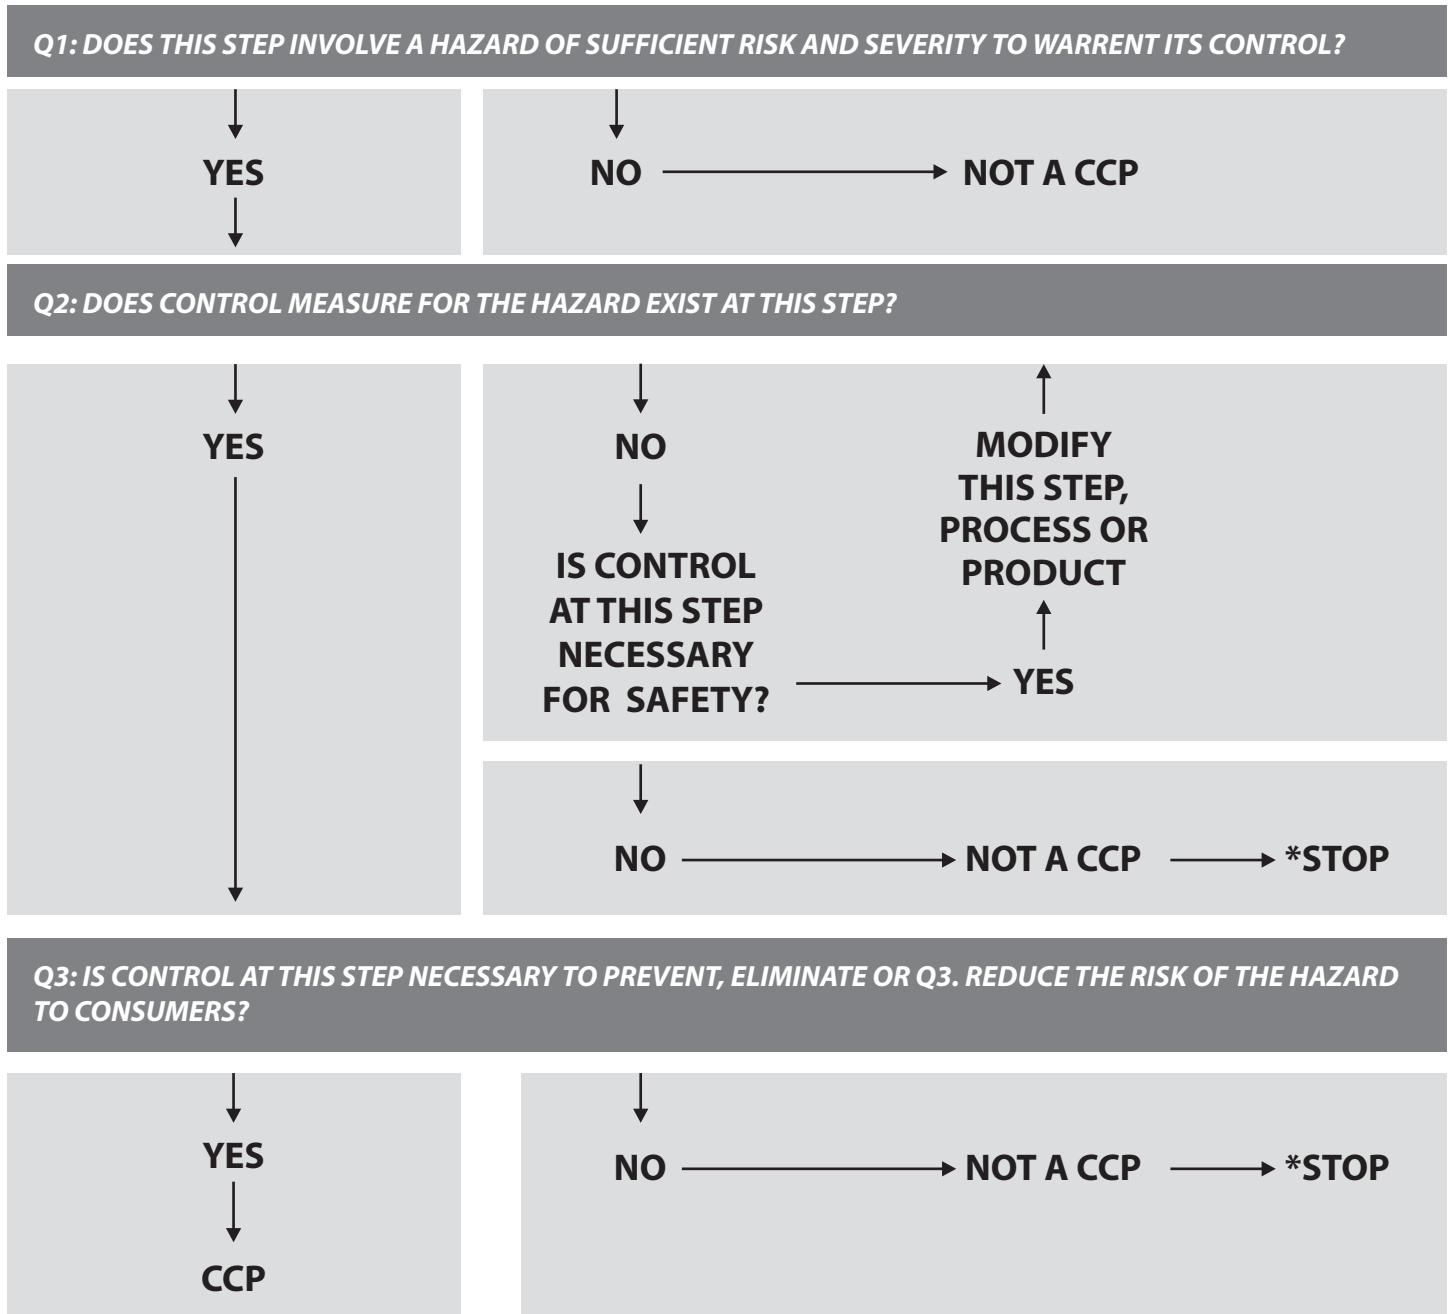 Q1: DOES THIS STEP INVOLVE A HAZARD OF SUFFICIENT RISK AND SEVERITY TO WARRENT ITS CONTROL?
YES
NO
NOT A CCP
Q2: DOES CONTROL MEASURE FOR THE HAZARD EXIST AT THIS STEP?
YES
NO
IS CONTROL
AT THIS STEP
NECESSARY
FOR SAFETY?
YES
MODIFY
THIS STEP,
PROCESS OR
PRODUCT
NO
NOT A CCP
*STOP
Q3: IS CONTROL AT THIS STEP NECESSARY TO PREVENT, ELIMINATE OR Q3. REDUCE THE RISK OF THE HAZARD
TO CONSUMERS?
YES
CCP
NO
NOT A CCP
*STOP